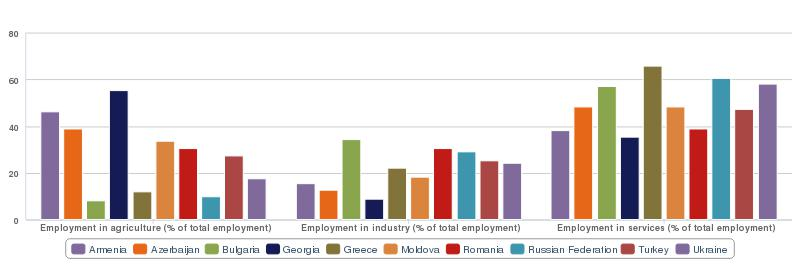 80
60
40
20
0
Employment in agriculture (% of total employment) Employment in industry (% of total employment) Employment in services (% of total employment)
Armenia Azerbaijan Bulgaria Georgia Greece Moldova Romania Russian Federation Turkey Ukraine